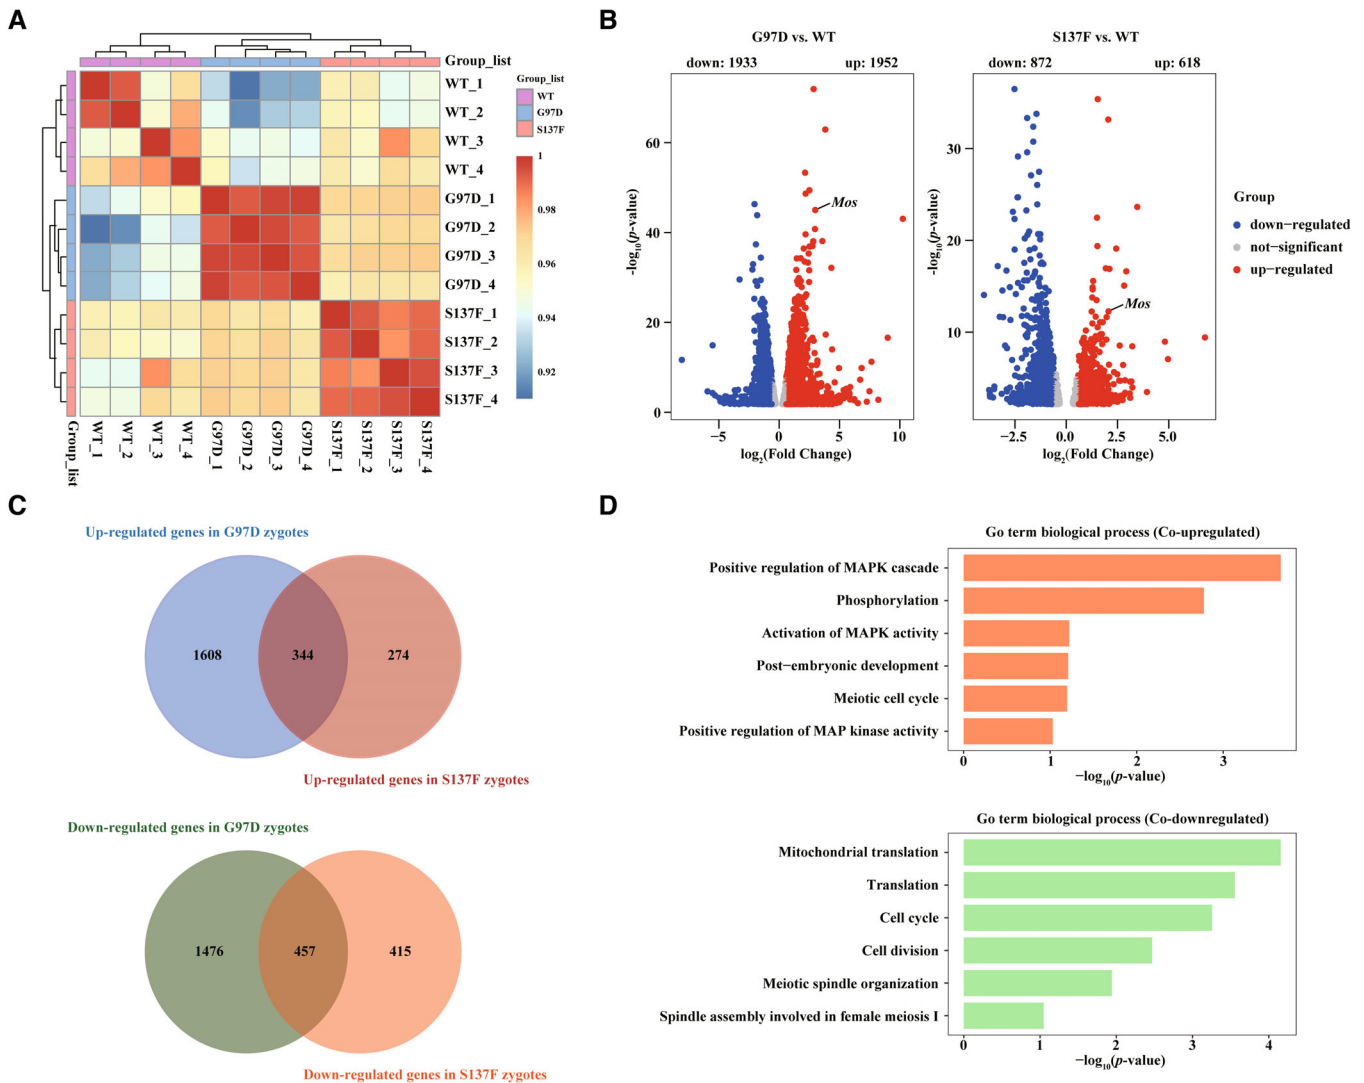 A
Group_list
WT_1
WT_2
WT_3
WT_4
G97D_1
G97D_2
G97D_3
G97D_4
S137F_1
S137F_2
S137F_3
S137F_4
Group_list
WT
G97D
S137F
1
0.98
0.96
0.94
0.92
Group_list
WT_1
WT_2
WT_3
WT_4
G97D_1
G97D_2
G97D_3
G97D_4
S137F_1
S137F_2
S137F_3
S137F_4
B
G97D vs. WT
down: 1933 up: 1952
Mos
60
40
20
0
-log10(p-value)
−5 0 5 10
log2(Fold Change)
S137F vs. WT
down: 872 up: 618
Mos
30
20
10
-log10(p-value)
−2.5 0.0 2.5 5.0
log2(Fold Change)
Group
down−regulated
not−significant
up−regulated
C
Up-regulated genes in G97D zygotes
1608 344 274
Up-regulated genes in S137F zygotes
Down-regulated genes in G97D zygotes
1476 457 415
Down-regulated genes in S137F zygotes
D
Go term biological process (Co-upregulated)
Positive regulation of MAPK cascade
Phosphorylation
Activation of MAPK activity
Post−embryonic development
Meiotic cell cycle
Positive regulation of MAP kinase activity
0 1 2 3
−log10(p-value)
Go term biological process (Co-downregulated)
Mitochondrial translation
Translation
Cell cycle
Cell division
Meiotic spindle organization
Spindle assembly involved in female meiosis I
0 1 2 3 4
−log10(p-value)